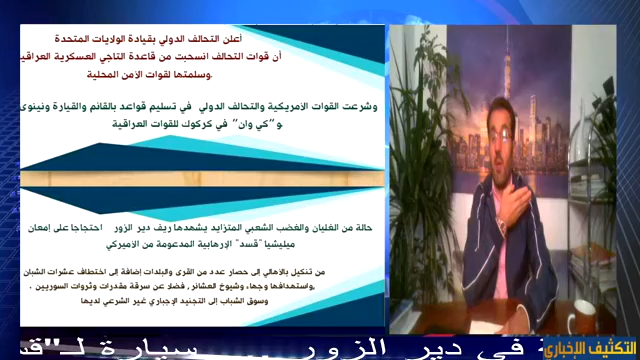 أعلن التحالف الدولي بقيادة الولايات المتحدة
أن قوات التحالف انسحبت من قاعدة التاجي العسكرية العراقية
وسلمتها لقوات الأمن المحلية.
وشرعت القوات الأمريكية والتحالف الدولي في تسليم قواعد بالقائم والقيارة ونينوى
و "كي وان" في كركوك للقوات العراقية
حالة من الغليان والغضب الشعبي المتزايد يشهدها ريف دير الزور احتجاجا على إمعان
ميليشيا "قسد" الإرهابية المدعومة من الأميركي
من تنكيل بالأهالي إلى حصار عدد من القرى والبلدات إضافة إلى اختطاف عشرات الشبان
واستهدافها وجهاء وشيوخ العشائر , فضلا عن سرقة مقدرات وثروات السوريين .
وسوق الشباب إلى التجنيد الإجباري غير الشرعي لديها
ة في دير الزور ..... سيارة لـ "قس
التكثيف الإخباري